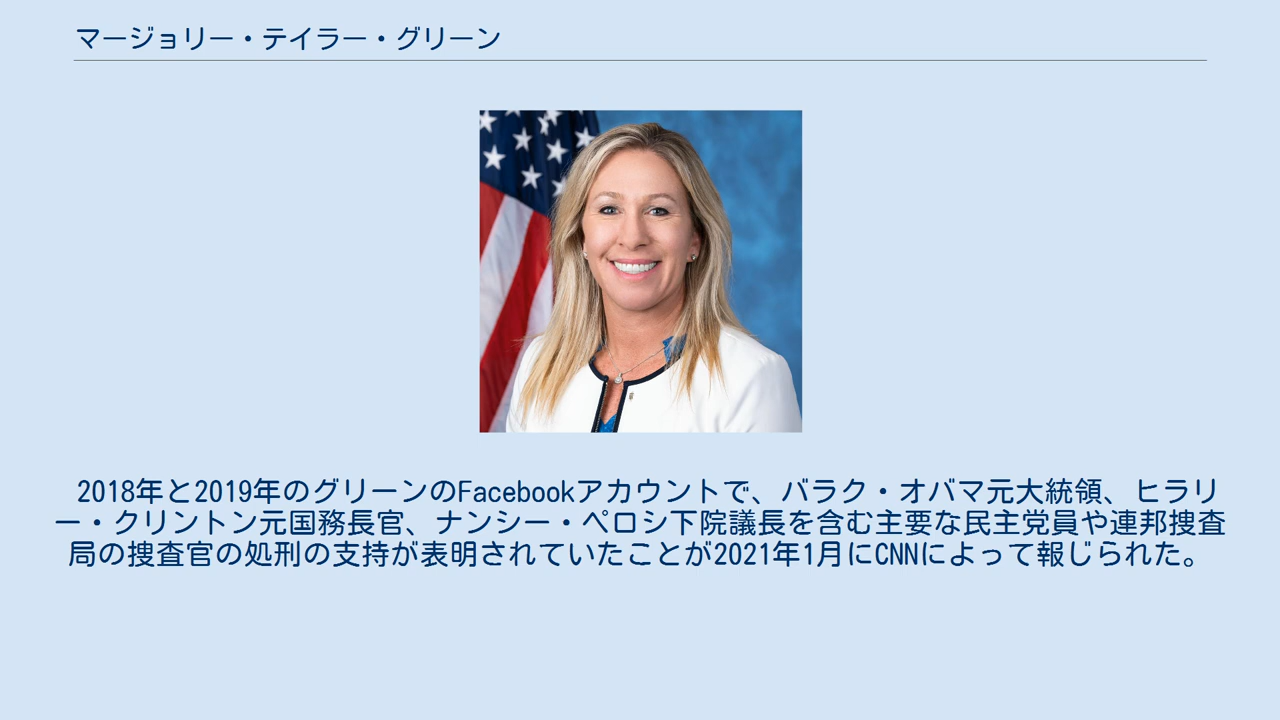 マージョリー・テイラー・グリーン
2018年と2019年のグリーンのFacebookアカウントで、バラク・オバマ元大統領、ヒラリ
ー・クリントン元国務長官、ナンシー・ペロシ下院議長を含む主要な民主党員や連邦捜査
局の捜査官の処刑の支持が表明されていたことが2021年1月にCNNによって報じられた。